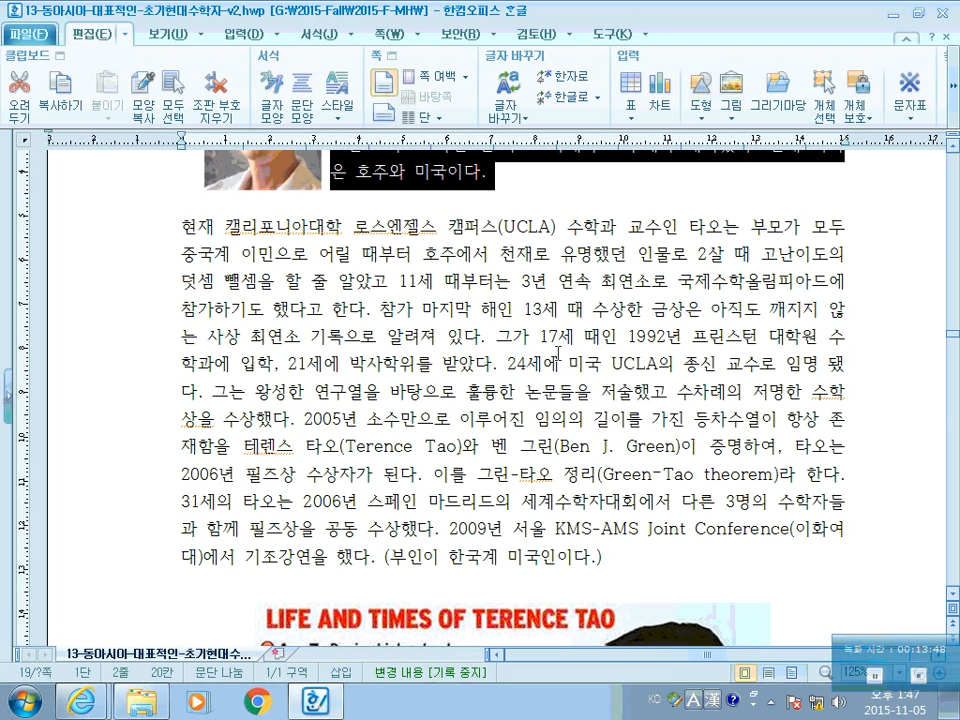 13-동아시아-대표적인-초기현대수학자-v2.hwp [G:\2015-Fall\2015-F-MH\] - 한컴오피스 흔글
파일(F) 편집(E) 보기(U) 입력(D) 서식(J) 쪽(W) 보안(R) 검토(H) 도구(K)
클립보드 서식 쪽 글자 바꾸기 입력
오려 두기 복사하기 붙이기 모양 복사 모두 선택 조판 부호 지우기 글자 모양 문단 모양 스타일 쪽 여백 바탕쪽 단 글자 바꾸기 한자로 한글로 표 차트 도형 그림 그리기마당 개체 선택 개체 보호 문자표
은 호주와 미국이다.
현재 캘리포니아대학 로스엔젤스 캠퍼스(UCLA) 수학과 교수인 타오는 부모가 모두
중국계 이민으로 어릴 때부터 호주에서 천재로 유명했던 인물로 2살 때 고난이도의
덧셈 뺄셈을 할 줄 알았고 11세 때부터는 3년 연속 최연소로 국제수학올림피아드에
참가하기도 했다고 한다. 참가 마지막 해인 13세 때 수상한 금상은 아직도 깨지지 않
는 사상 최연소 기록으로 알려져 있다. 그가 17세 때인 1992년 프린스턴 대학원 수
학과에 입학, 21세에 박사학위를 받았다. 24세에 미국 UCLA의 종신 교수로 임명 됐
다. 그는 왕성한 연구열을 바탕으로 훌륭한 논문들을 저술했고 수차례의 저명한 수학
상을 수상했다. 2005년 소수만으로 이루어진 임의의 길이를 가진 등차수열이 항상 존
재함을 테렌스 타오(Terence Tao)와 벤 그린(Ben J. Green)이 증명하여, 타오는
2006년 필즈상 수상자가 된다. 이를 그린-타오 정리(Green-Tao theorem)라 한다.
31세의 타오는 2006년 스페인 마드리드의 세계수학자대회에서 다른 3명의 수학자들
과 함께 필즈상을 공동 수상했다. 2009년 서울 KMS-AMS Joint Conference(이화여
대)에서 기조강연을 했다. (부인이 한국계 미국인이다.)
LIFE AND TIMES OF TERENCE TAO
13-동아시아-대표적인-초기현대수...
녹화 시간 : 00:13:48
19/?쪽 1단 2줄 20칸 문단 나눔 1/1 구역 삽입 변경 내용 [기록 중지] 125%
KO A 漢
오후 1:47
2015-11-05